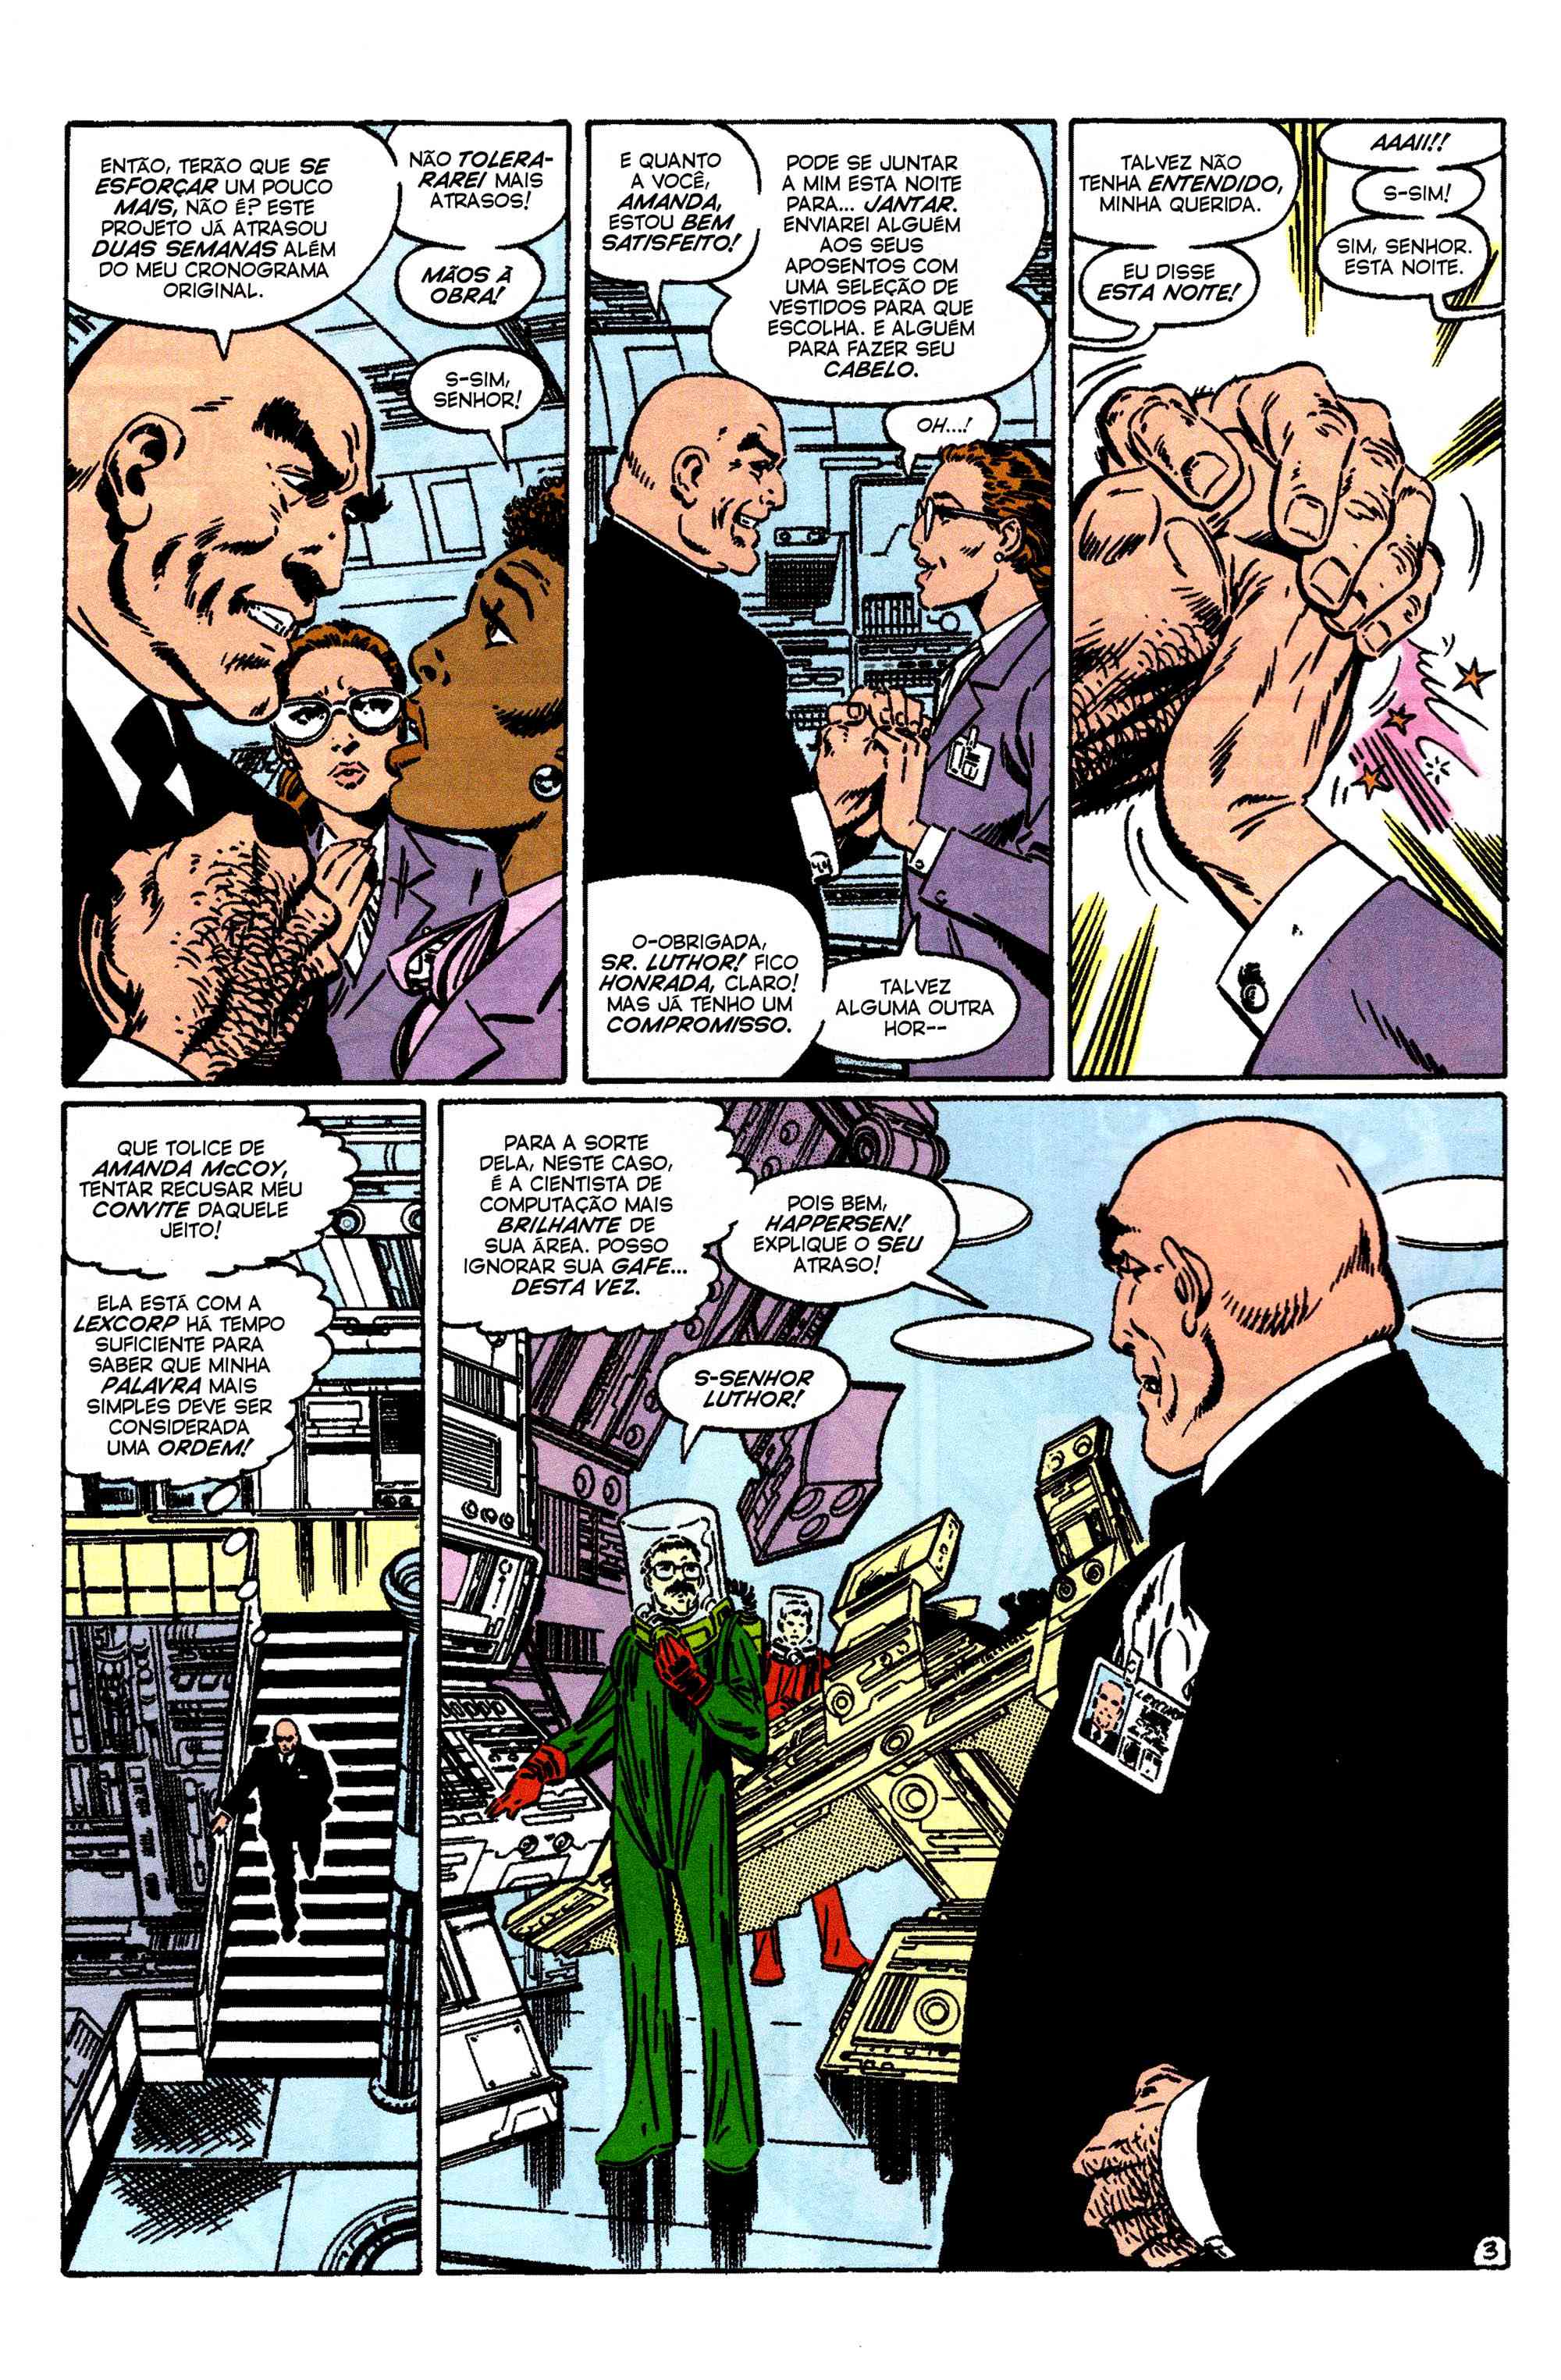 ENTÃO, TERÃO QUE SE
ESFORÇAR UM POUCO
MAIS, NÃO É? ESTE
PROJETO JÁ ATRASOU
DUAS SEMANAS ALÉM
DO MEU CRONOGRAMA
ORIGINAL.
NÃO TOLERA-
RAREI MAIS
ATRASOS!
MÃOS À
OBRA!
S-SIM,
SENHOR!
E QUANTO
A VOCÊ,
AMANDA,
ESTOU BEM
SATISFEITO!
PODE SE JUNTAR
A MIM ESTA NOITE
PARA... JANTAR.
ENVIAREI ALGUÉM
AOS SEUS
APOSENTOS COM
UMA SELEÇÃO DE
VESTIDOS PARA QUE
ESCOLHA. E ALGUÉM
PARA FAZER SEU
CABELO.
OH...!
O-OBRIGADA,
SR. LUTHOR! FICO
HONRADA, CLARO!
MAS JÁ TENHO UM
COMPROMISSO.
TALVEZ
ALGUMA OUTRA
HOR--
TALVEZ NÃO
TENHA ENTENDIDO,
MINHA QUERIDA.
EU DISSE
ESTA NOITE!
AAAII!!
S-SIM!
SIM, SENHOR.
ESTA NOITE.
QUE TOLICE DE
AMANDA McCOY,
TENTAR RECUSAR MEU
CONVITE DAQUELE
JEITO!
ELA ESTÁ COM A
LEXCORP HÁ TEMPO
SUFICIENTE PARA
SABER QUE MINHA
PALAVRA MAIS
SIMPLES DEVE SER
CONSIDERADA
UMA ORDEM!
PARA A SORTE
DELA, NESTE CASO,
É A CIENTISTA DE
COMPUTAÇÃO MAIS
BRILHANTE DE
SUA ÁREA. POSSO
IGNORAR SUA GAFE...
DESTA VEZ.
POIS BEM,
HAPPERSEN!
EXPLIQUE O SEU
ATRASO!
S-SENHOR
LUTHOR!
LEXCORP
3